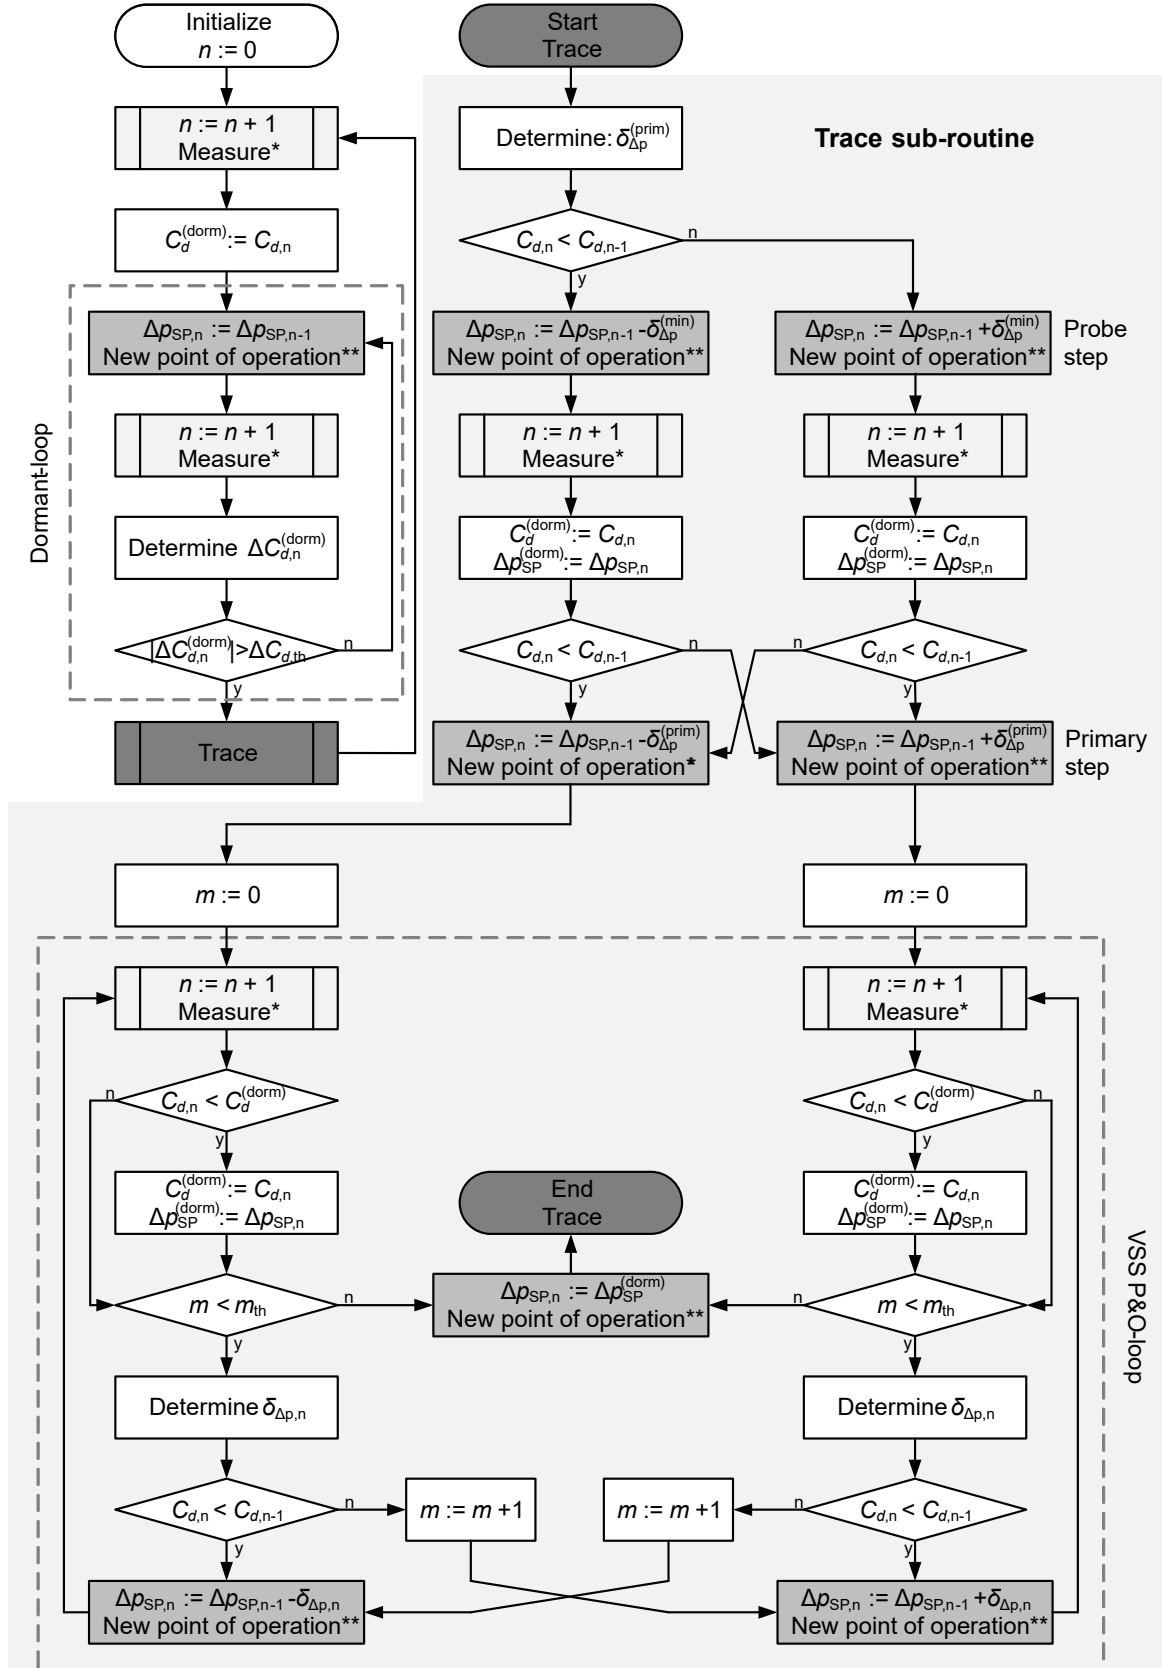 Initialize
n := 0
n := n + 1
Measure*
C_d^(dorm) := C_d,n
Dormant-loop
Δp_SP,n := Δp_SP,n-1
New point of operation**
n := n + 1
Measure*
Determine ΔC_d,n^(dorm)
|ΔC_d,n^(dorm)|>ΔC_d,th
n
y
Trace
Start
Trace
Trace sub-routine
Determine: δ_Δp^(prim)
C_d,n < C_d,n-1
n
y
Δp_SP,n := Δp_SP,n-1 -δ_Δp^(min)
New point of operation**
Δp_SP,n := Δp_SP,n-1 +δ_Δp^(min)
New point of operation**
Probe
step
n := n + 1
Measure*
n := n + 1
Measure*
C_d^(dorm) := C_d,n
Δp_SP^(dorm) := Δp_SP,n
C_d^(dorm) := C_d,n
Δp_SP^(dorm) := Δp_SP,n
C_d,n < C_d,n-1
n
y
n
C_d,n < C_d,n-1
y
Δp_SP,n := Δp_SP,n-1 -δ_Δp^(prim)
New point of operation**
Δp_SP,n := Δp_SP,n-1 +δ_Δp^(prim)
New point of operation**
Primary
step
m := 0
m := 0
VSS P&O-loop
n := n + 1
Measure*
n := n + 1
Measure*
n
C_d,n < C_d^(dorm)
y
C_d,n < C_d^(dorm)
n
y
C_d^(dorm) := C_d,n
Δp_SP^(dorm) := Δp_SP,n
End
Trace
C_d^(dorm) := C_d,n
Δp_SP^(dorm) := Δp_SP,n
m < m_th
n
y
Δp_SP,n := Δp_SP^(dorm)
New point of operation**
n
m < m_th
y
Determine δ_Δp,n
Determine δ_Δp,n
C_d,n < C_d,n-1
n
y
m := m +1
m := m +1
n
C_d,n < C_d,n-1
y
Δp_SP,n := Δp_SP,n-1 -δ_Δp,n
New point of operation**
Δp_SP,n := Δp_SP,n-1 +δ_Δp,n
New point of operation**